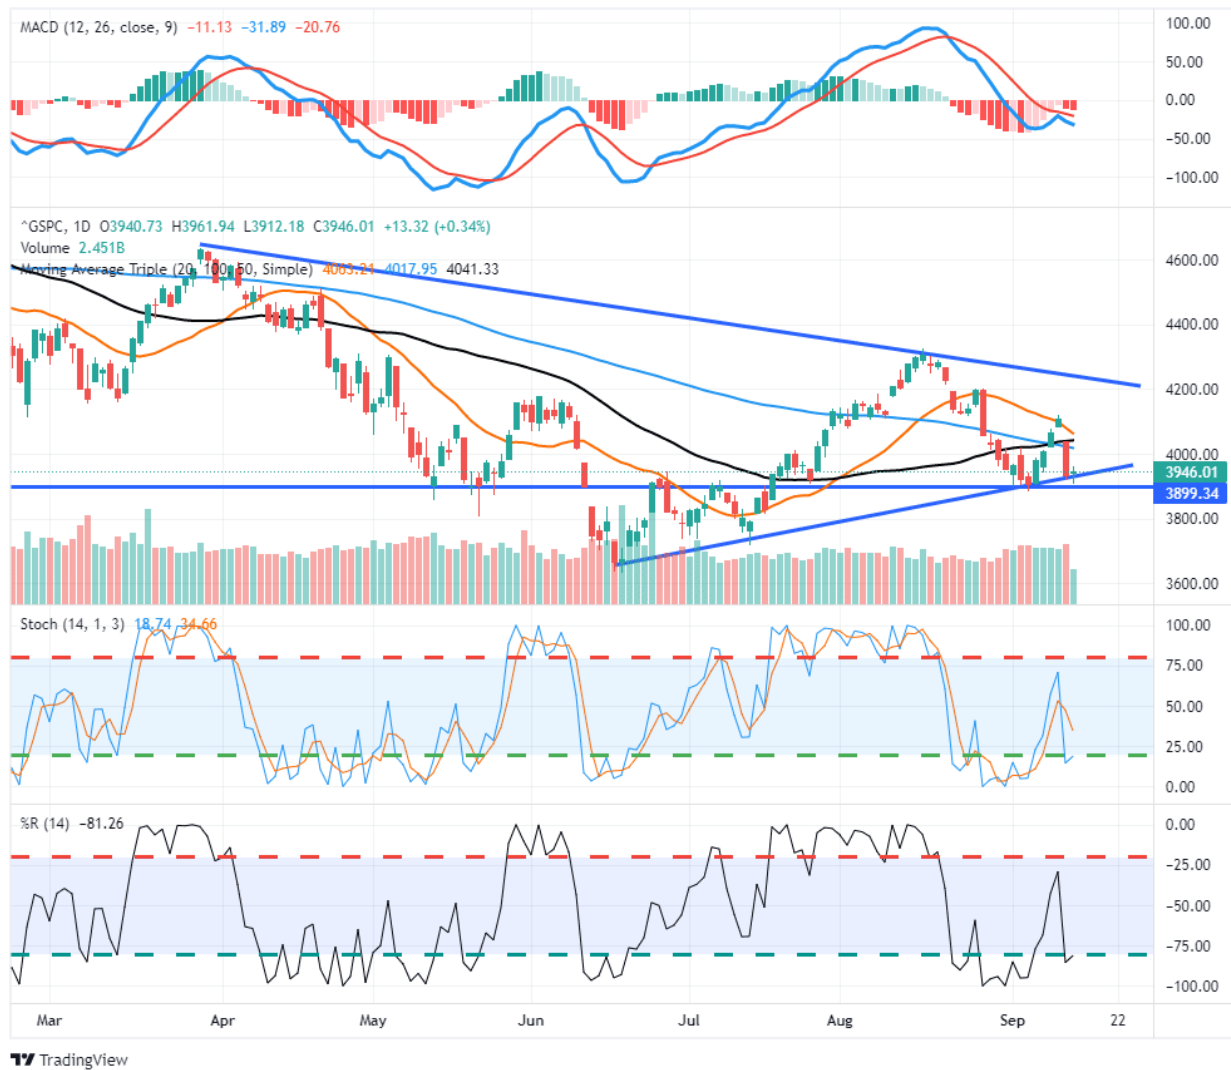 MACD (12, 26, close, 9) −11.13 −31.89 −20.76
100.00
50.00
0.00
−50.00
−100.00
^GSPC, 1D O3940.73 H3961.94 L3912.18 C3946.01 +13.32 (+0.34%)
Volume 2.451B
Moving Average Triple (20, 100, 50, Simple) 4063.21 4017.95 4041.33
4600.00
4400.00
4200.00
4000.00
3946.01
3899.34
3800.00
3600.00
Stoch (14, 1, 3) 18.74 34.66
100.00
75.00
50.00
25.00
0.00
%R (14) −81.26
0.00
−25.00
−50.00
−75.00
−100.00
Mar Apr May Jun Jul Aug Sep 22
TradingView